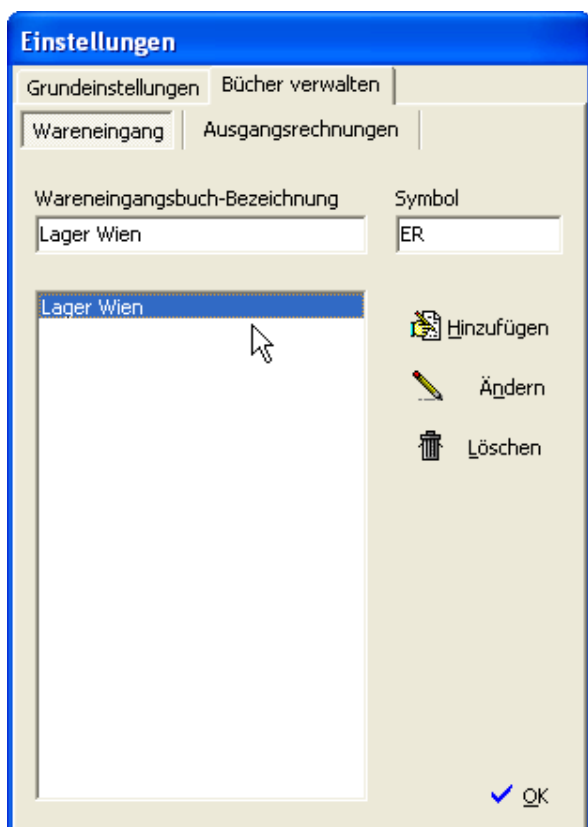 Einstellungen
Grundeinstellungen Bücher verwalten
Wareneingang Ausgangsrechnungen
Wareneingangsbuch-Bezeichnung Symbol
Lager Wien ER
Lager Wien
Hinzufügen
Ändern
Löschen
OK